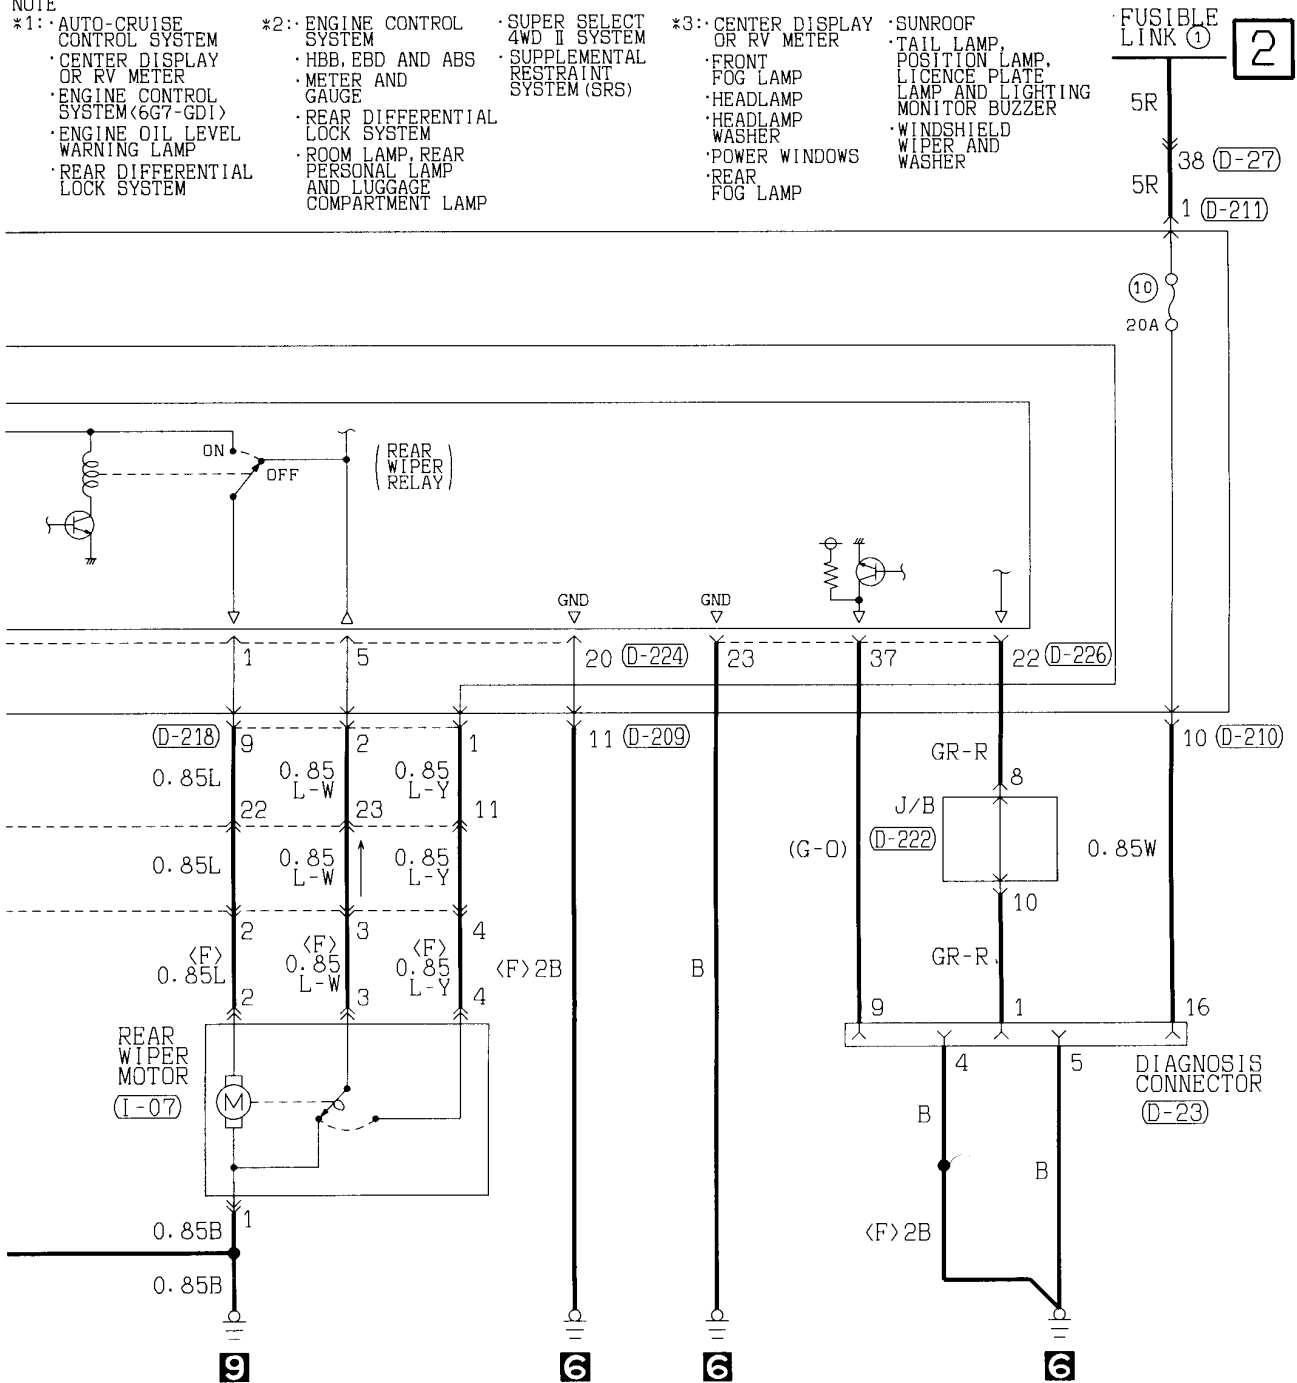 NOTE
*1:·AUTO-CRUISE
CONTROL SYSTEM
·CENTER DISPLAY
OR RV METER
·ENGINE CONTROL
SYSTEM(6G7-GDI)
·ENGINE OIL LEVEL
WARNING LAMP
·REAR DIFFERENTIAL
LOCK SYSTEM
*2:·ENGINE CONTROL
SYSTEM
·HBB,EBD AND ABS
·METER AND
GAUGE
·REAR DIFFERENTIAL
LOCK SYSTEM
·ROOM LAMP,REAR
PERSONAL LAMP
AND LUGGAGE
COMPARTMENT LAMP
·SUPER SELECT
4WD Ⅱ SYSTEM
·SUPPLEMENTAL
RESTRAINT
SYSTEM(SRS)
*3:·CENTER DISPLAY
OR RV METER
·FRONT
FOG LAMP
·HEADLAMP
·HEADLAMP
WASHER
·POWER WINDOWS
·REAR
FOG LAMP
·SUNROOF
·TAIL LAMP,
POSITION LAMP,
LICENCE PLATE
LAMP AND LIGHTING
MONITOR BUZZER
·WINDSHIELD
WIPER AND
WASHER
FUSIBLE
LINK ①
2
5R
38 (D-27)
5R
1 (D-211)
10
20A
ON
OFF
(REAR
WIPER
RELAY)
GND
GND
1
5
20 (D-224)
23
37
22 (D-226)
(D-218)
9
2
1
11 (D-209)
10 (D-210)
0.85L
0.85
L-W
0.85
L-Y
GR-R
8
22
23
11
J/B
(D-222)
0.85L
0.85
L-W
0.85
L-Y
(G-O)
0.85W
10
2
3
4
<F>
0.85L
<F>
0.85
L-W
<F>
0.85
L-Y
<F>2B
B
GR-R
2
3
4
9
1
16
REAR
WIPER
MOTOR
(I-07)
M
4
5
DIAGNOSIS
CONNECTOR
(D-23)
B
B
1
0.85B
<F>2B
0.85B
9
6
6
6